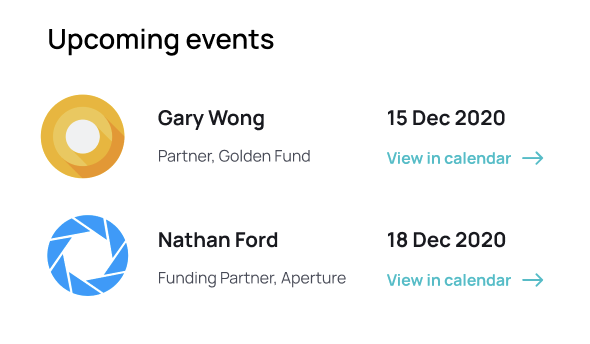 Upcoming events
Gary Wong
15 Dec 2020
Partner, Golden Fund
View in calendar →
Nathan Ford
18 Dec 2020
Funding Partner, Aperture
View in calendar →